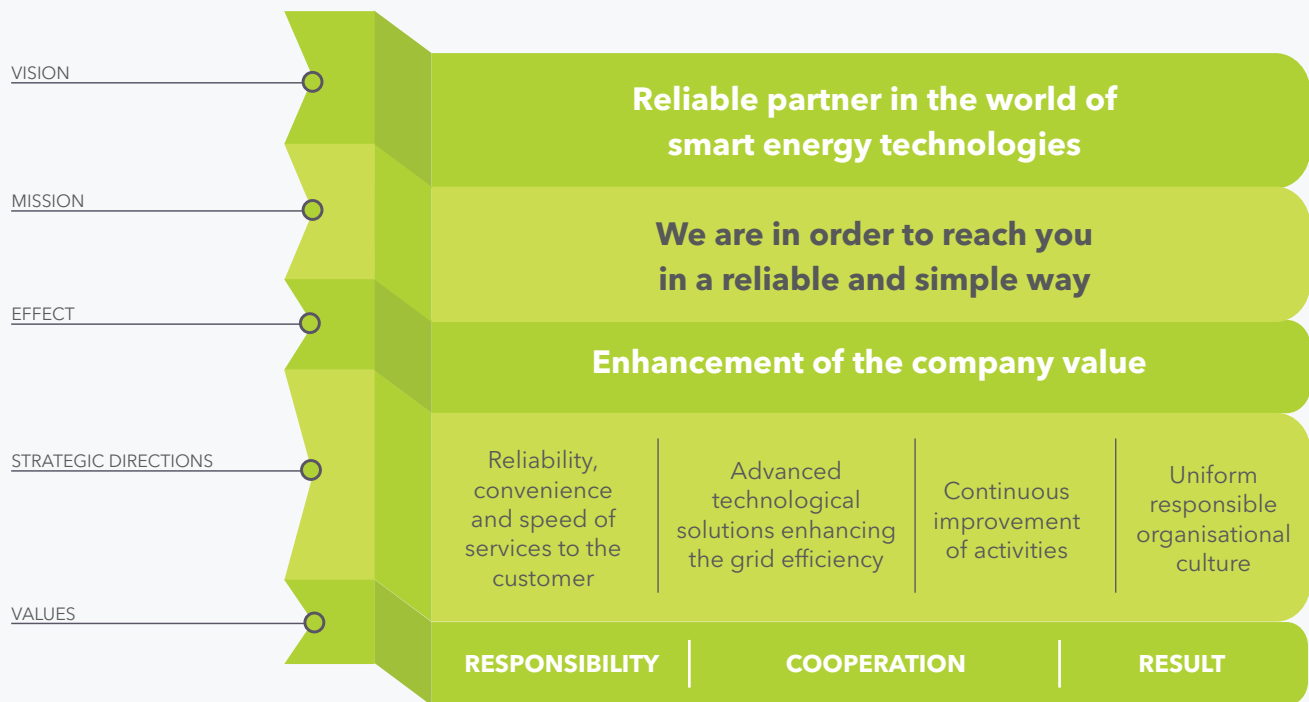 VISION
Reliable partner in the world of
smart energy technologies
MISSION
We are in order to reach you
in a reliable and simple way
EFFECT
Enhancement of the company value
STRATEGIC DIRECTIONS
Reliability,
convenience
and speed of
services to the
customer
Advanced
technological
solutions enhancing
the grid efficiency
Continuous
improvement
of activities
Uniform
responsible
organisational
culture
VALUES
RESPONSIBILITY
COOPERATION
RESULT